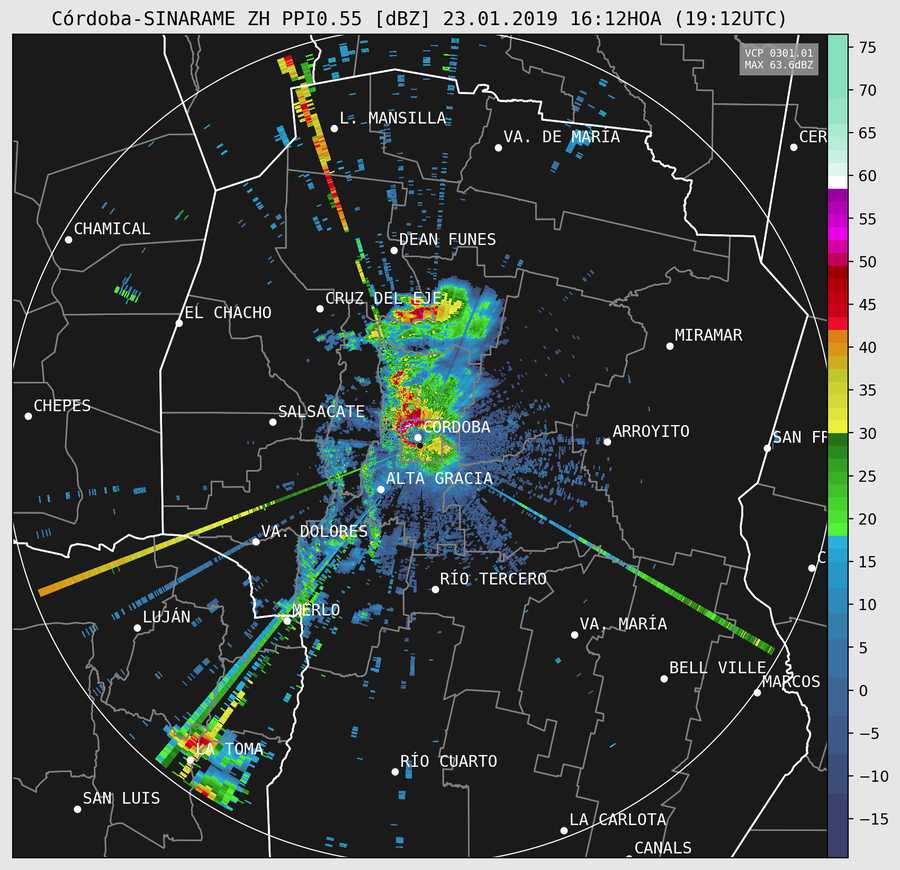 Córdoba-SINARAME ZH PPI0.55 [dBZ] 23.01.2019 16:12HOA (19:12UTC)
VCP 0301.01
MAX 63.6dBZ
75
70
65
60
55
50
45
40
35
30
25
20
15
10
5
0
−5
−10
−15
L. MANSILLA
VA. DE MARÍA
CER
CHAMICAL
DEAN FUNES
CRUZ DEL EJE
EL CHACHO
MIRAMAR
CHEPES
SALSACATE
CÓRDOBA
ARROYITO
SAN FR
ALTA GRACIA
VA. DOLORES
C
RÍO TERCERO
MERLO
LUJÁN
VA. MARÍA
BELL VILLE
MARCOS
LA TOMA
RÍO CUARTO
SAN LUIS
LA CARLOTA
CANALS